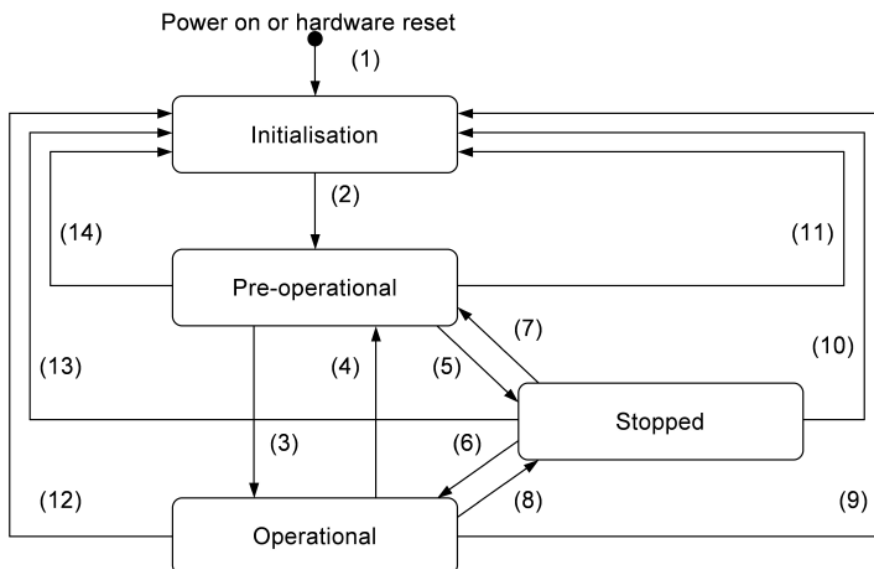 Power on or hardware reset
(1)
Initialisation
(2)
(14)
(11)
Pre-operational
(7)
(13)
(4)
(5)
(10)
Stopped
(3)
(6)
(12)
(8)
(9)
Operational